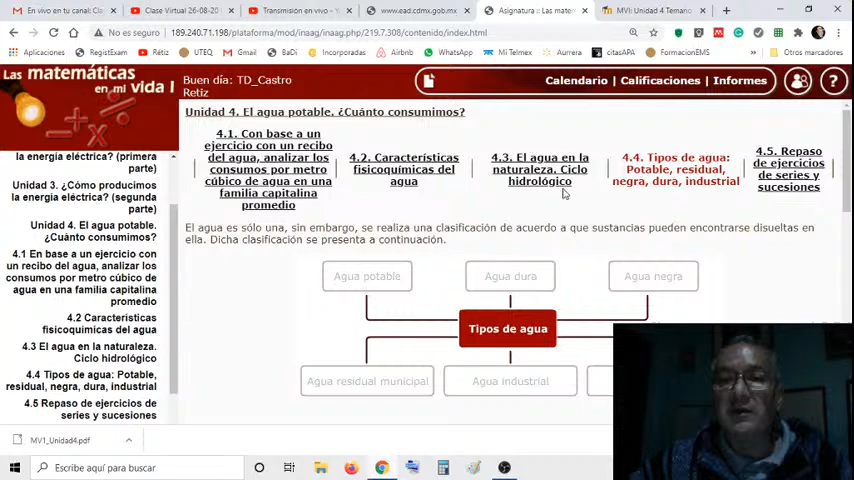 En vivo en tu canal: Cl
Clase Virtual 26-08-20
Transmisión en vivo - Y
www.ead.cdmx.gob.mx
Asignatura :: Las mater
MVI: Unidad 4 Temario
No es seguro | 189.240.71.198/plataforma/mod/inaag/inaag.php/219.7.308/contenido/index.html
Aplicaciones
RegistExam
Ruti
UTEQ
Gmail
BaDI
Incorporadas
Airbnb
WhatsApp
Mi Telmex
Rout
citasAPA
FormacionEMS
Otros marcadores
Las matemáticas
en mi vida I
Buen día: TD_Castro
Retiz
Calendario | Calificaciones | Informes
?
la energía eléctrica? (primera
parte)
Unidad 3. ¿Cómo producimos
la energía eléctrica? (segunda
parte)
Unidad 4. El agua potable.
¿Cuánto consumimos?
4.1 En base a un ejercicio con
un recibo del agua, analizar los
consumos por metro cúbico de
agua en una familia capitalina
promedio
4.2 Características
fisicoquímicas del agua
4.3 El agua en la naturaleza.
Ciclo hidrológico
4.4 Tipos de agua: Potable,
residual, negra, dura, industrial
4.5 Repaso de ejercicios de
series y sucesiones
Unidad 4. El agua potable. ¿Cuánto consumimos?
4.1. Con base a un
ejercicio con un recibo
del agua, analizar los
consumos por metro
cúbico de agua en una
familia capitalina
promedio
4.2. Características
fisicoquímicas del
agua
4.3. El agua en la
naturaleza. Ciclo
hidrológico
4.4. Tipos de agua:
Potable, residual,
negra, dura, industrial
4.5. Repaso
de ejercicios
de series y
sucesiones
El agua es sólo una, sin embargo, se realiza una clasificación de acuerdo a que sustancias pueden encontrarse disueltas en
ella. Dicha clasificación se presenta a continuación.
Agua potable
Agua dura
Agua negra
Tipos de agua
Agua residual municipal
Agua industrial
MV1_Unidad4.pdf
Escribe aquí para buscar